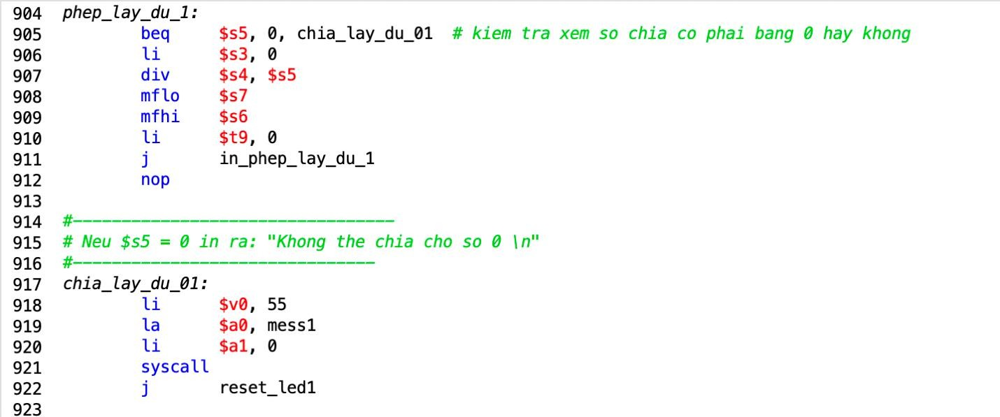 904 phep_lay_du_1:
905 beq $s5, 0, chia_lay_du_01 # kiem tra xem so chia co phai bang 0 hay khong
906 li $s3, 0
907 div $s4, $s5
908 mflo $s7
909 mfhi $s6
910 li $t9, 0
911 j in_phep_lay_du_1
912 nop
913
914 #---------------------------------
915 # Neu $s5 = 0 in ra: "Khong the chia cho so 0 \n"
916 #-------------------------------
917 chia_lay_du_01:
918 li $v0, 55
919 la $a0, mess1
920 li $a1, 0
921 syscall
922 j reset_led1
923